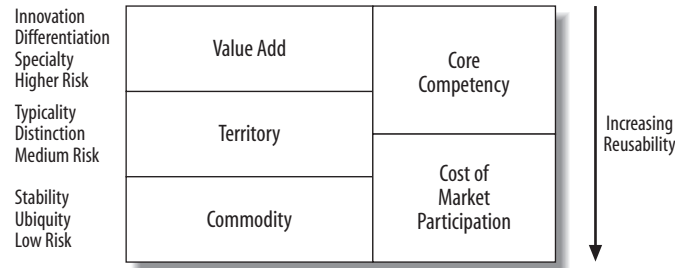 Innovation
Differentiation
Specialty
Higher Risk
Value Add
Core
Competency
Typicality
Distinction
Medium Risk
Territory
Increasing
Reusability
Stability
Ubiquity
Low Risk
Commodity
Cost of
Market
Participation